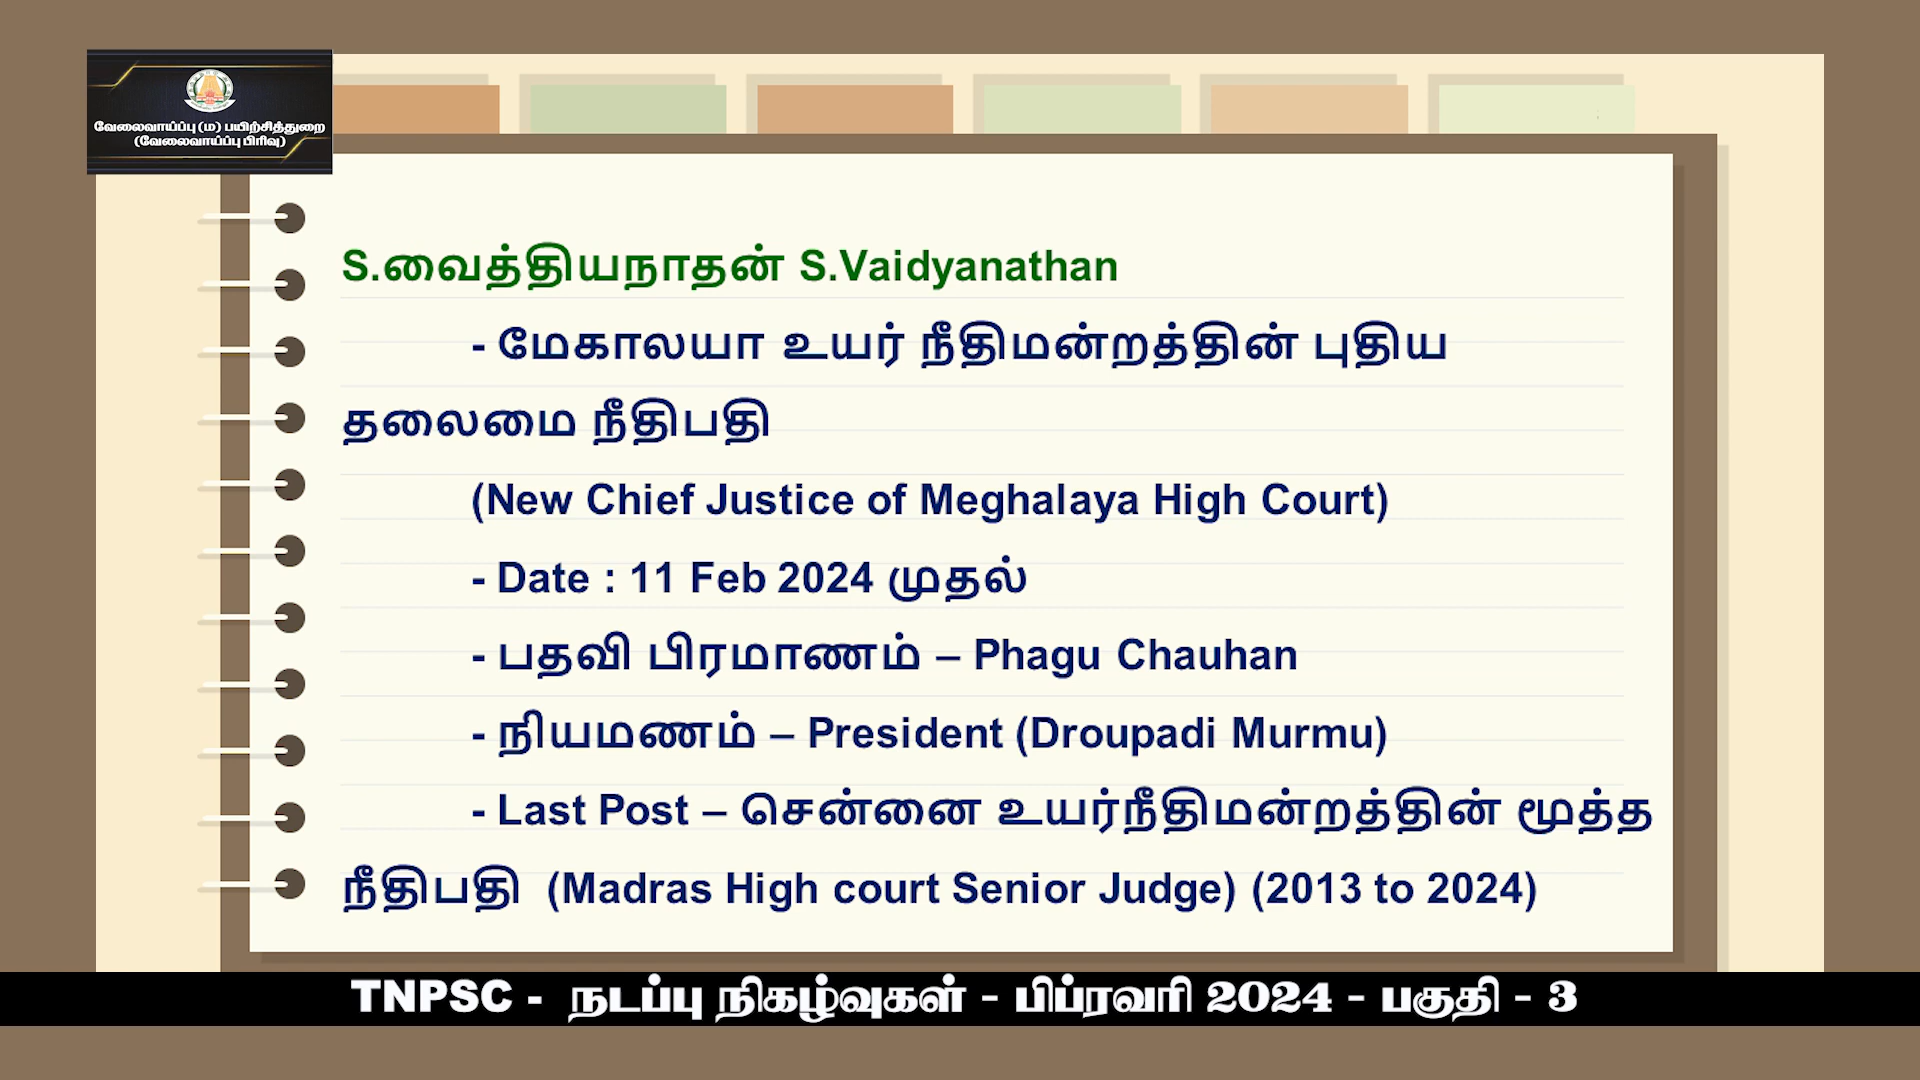 வேலைவாய்ப்பு (ம) பயிற்சித்துறை
(வேலைவாய்ப்பு பிரிவு)
S.வைத்தியநாதன் S.Vaidyanathan
- மேகாலயா உயர் நீதிமன்றத்தின் புதிய
தலைமை நீதிபதி
(New Chief Justice of Meghalaya High Court)
- Date : 11 Feb 2024 முதல்
- பதவி பிரமாணம் – Phagu Chauhan
- நியமணம் – President (Droupadi Murmu)
- Last Post – சென்னை உயர்நீதிமன்றத்தின் மூத்த
நீதிபதி (Madras High court Senior Judge) (2013 to 2024)
TNPSC - நடப்பு நிகழ்வுகள் - பிப்ரவரி 2024 - பகுதி - 3